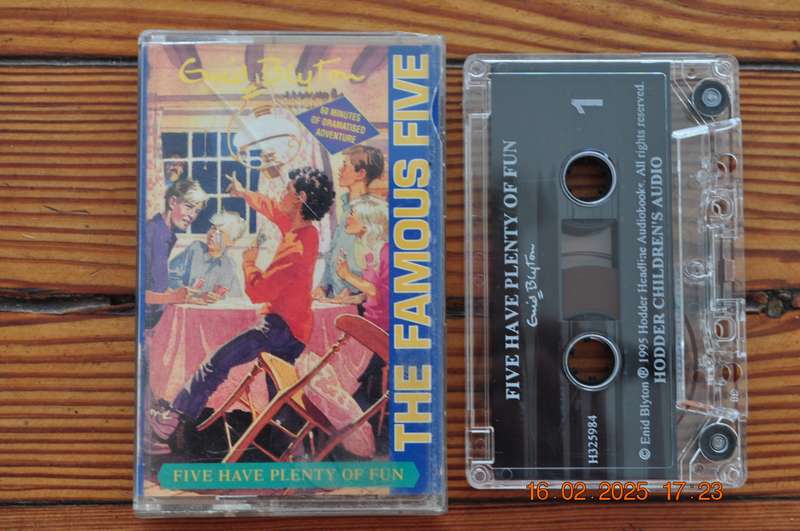 Enid Blyton
60 MINUTES
OF DRAMATISED
ADVENTURE
THE FAMOUS FIVE
FIVE HAVE PLENTY OF FUN
1
FIVE HAVE PLENTY OF FUN
Enid Blyton
H325984
© Enid Blyton ℗ 1995 Hodder Headline Audiobooks. All rights reserved.
HODDER CHILDREN'S AUDIO
16.02.2025 17:23